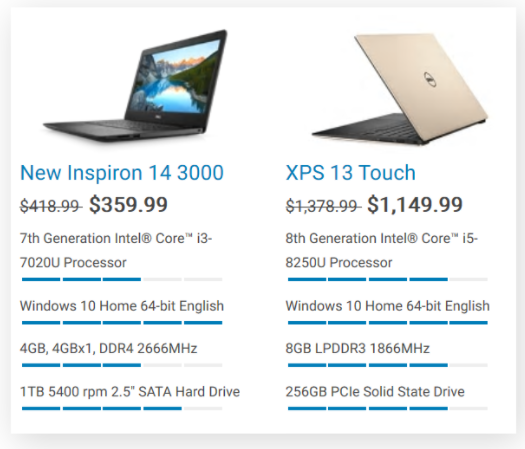 New Inspiron 14 3000
$418.99 $359.99
7th Generation Intel® Core™ i3-
7020U Processor
Windows 10 Home 64-bit English
4GB, 4GBx1, DDR4 2666MHz
1TB 5400 rpm 2.5" SATA Hard Drive
DELL
XPS 13 Touch
$1,378.99 $1,149.99
8th Generation Intel® Core™ i5-
8250U Processor
Windows 10 Home 64-bit English
8GB LPDDR3 1866MHz
256GB PCIe Solid State Drive